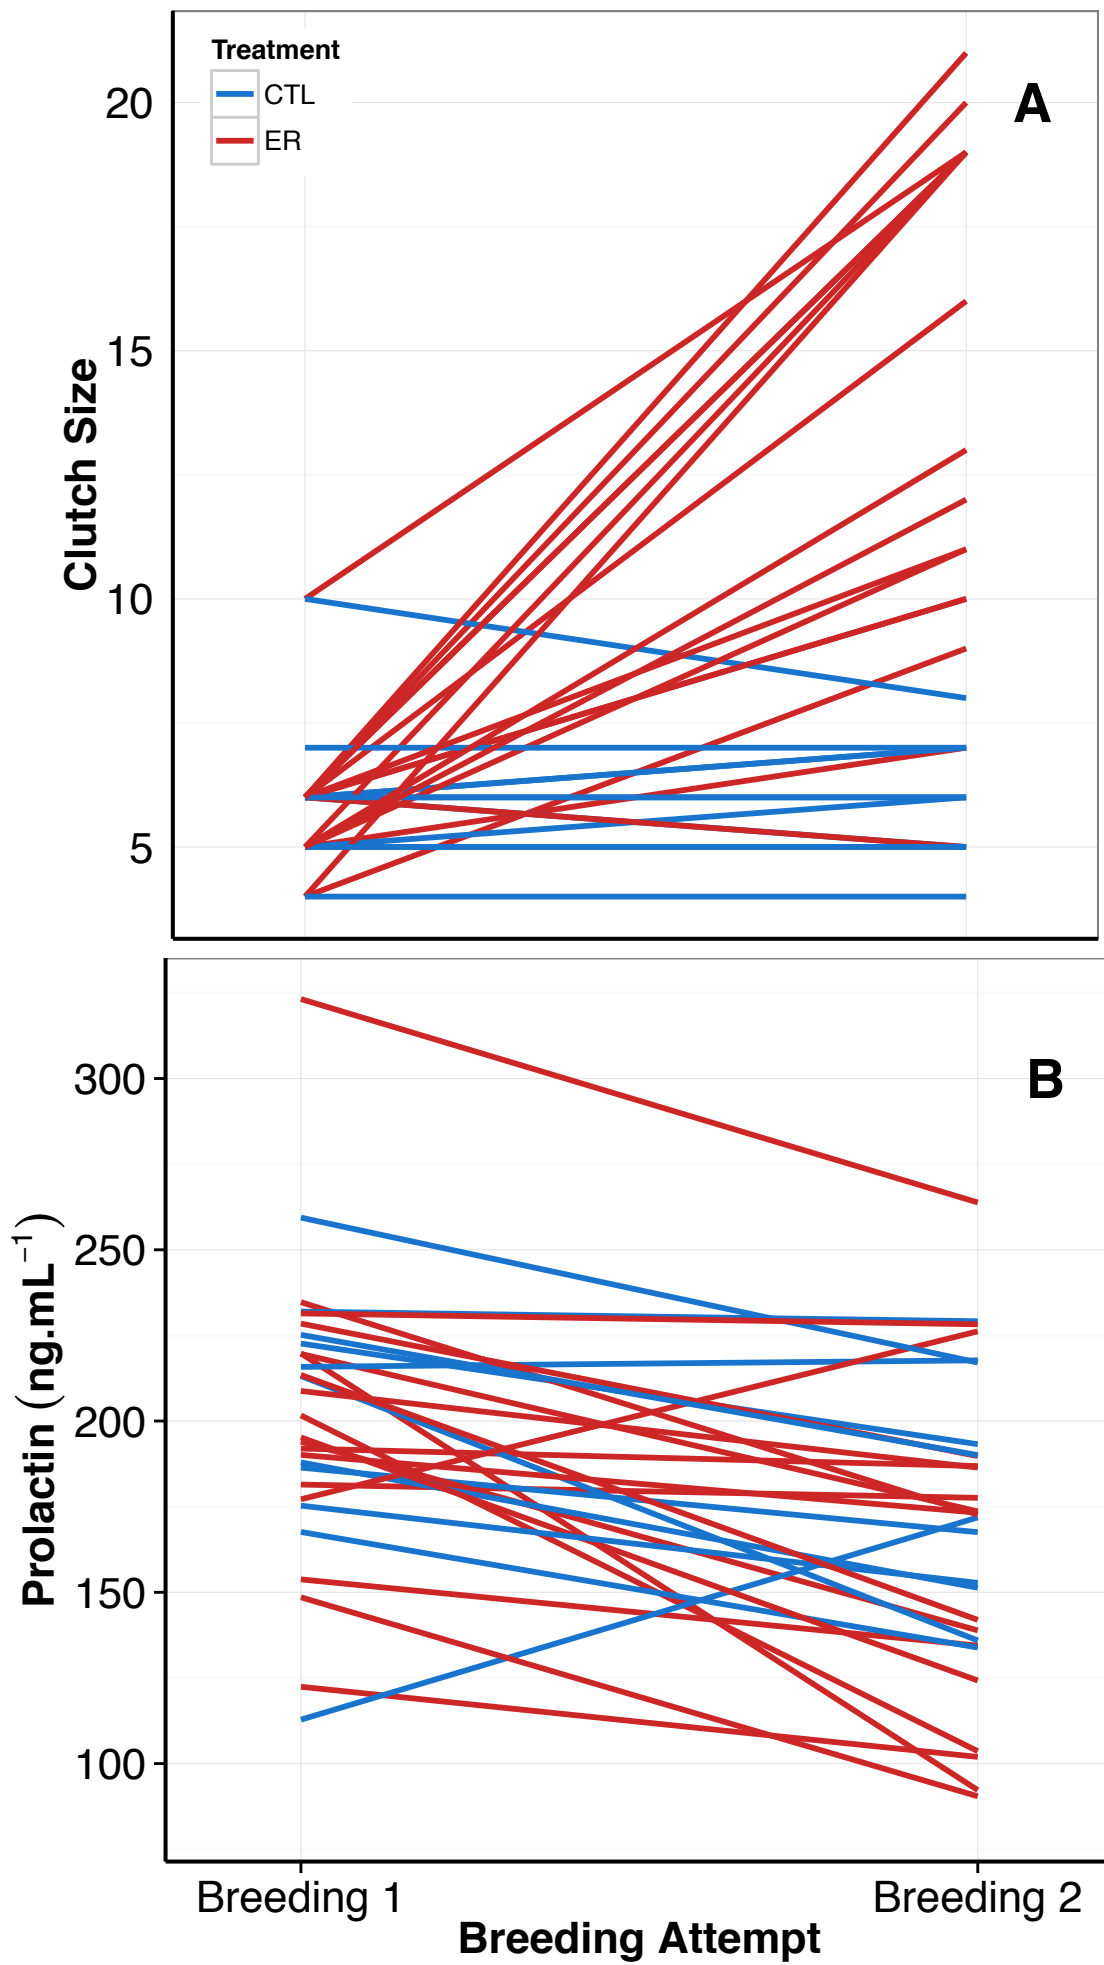 Treatment
CTL
ER
A
20
15
10
5
Clutch Size
B
300
250
200
150
100
Prolactin (ng.mL⁻¹)
Breeding 1 Breeding 2
Breeding Attempt